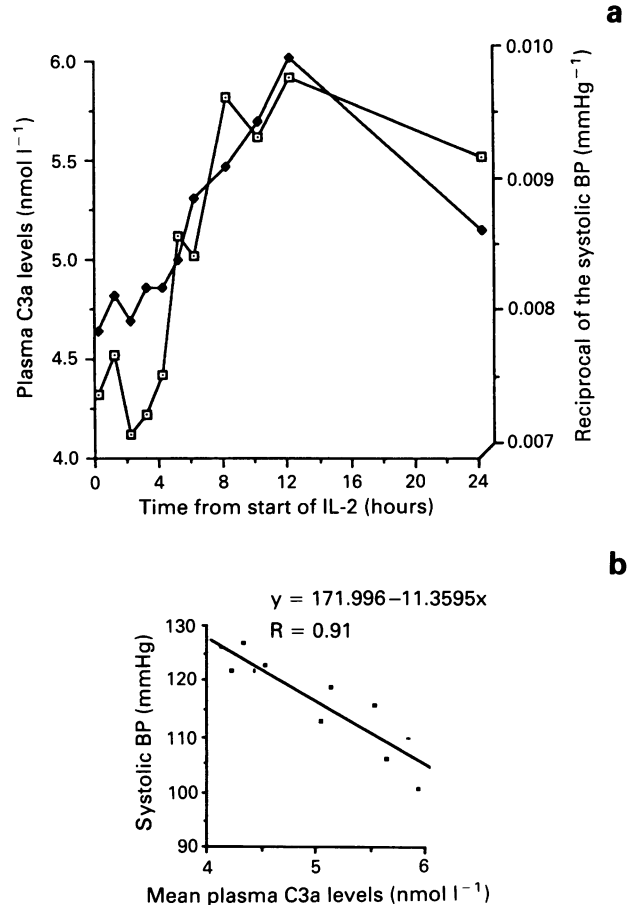 a
Plasma C3a levels (nmol l⁻¹)
6.0
5.5
5.0
4.5
4.0
Reciprocal of the systolic BP (mmHg⁻¹)
0.010
0.009
0.008
0.007
0 4 8 12 16 20 24
Time from start of IL-2 (hours)
b
y = 171.996–11.3595x
R = 0.91
Systolic BP (mmHg)
130
120
110
100
90
4 5 6
Mean plasma C3a levels (nmol l⁻¹)